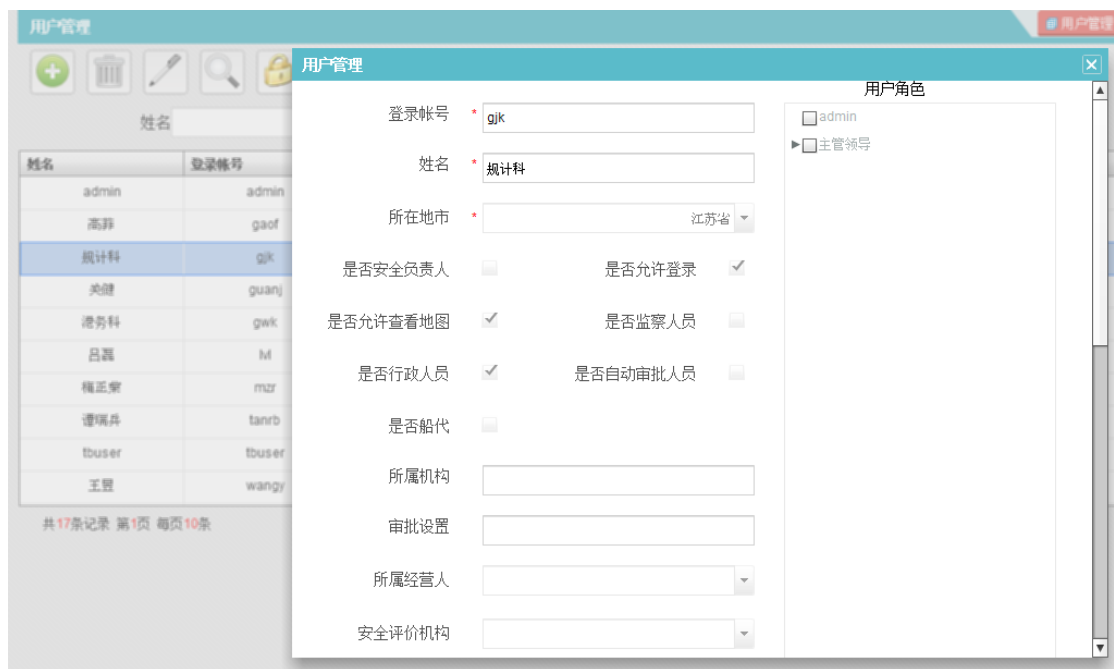 用户管理
用户管理
用户管理
用户角色
登录帐号 * gjk
admin
姓名
主管领导
姓名 * 规计科
姓名 登录帐号
admin admin
高菲 gaof
所在地市 * 江苏省
规计科 gjk
是否安全负责人 是否允许登录
关健 guanj
港务科 gwk
是否允许查看地图 是否监察人员
吕磊 lvl
是否行政人员 是否自动审批人员
mzr
谭瑞兵 tanrb
是否船代
tbuser tbuser
王昱 wangy
所属机构
共17条记录 第1页 每页10条
审批设置
所属经营人
安全评价机构